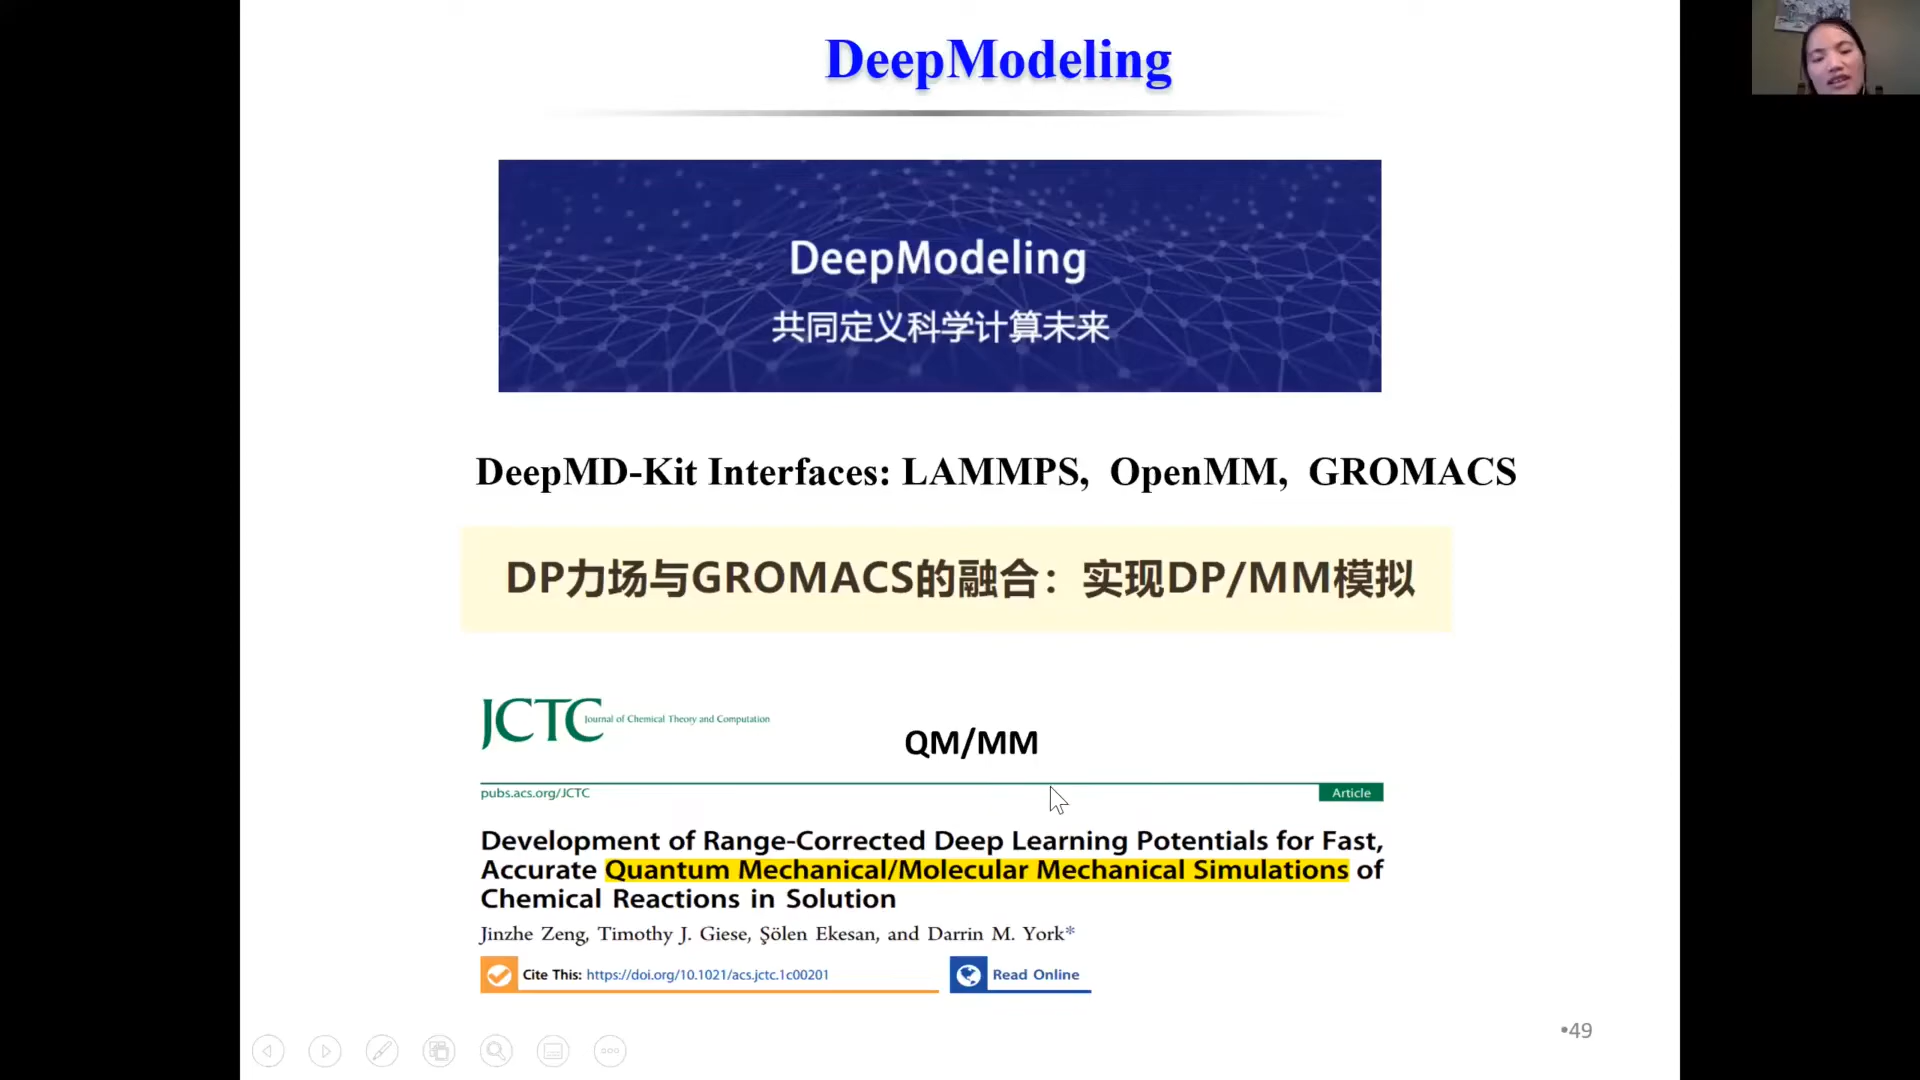 DeepModeling
DeepModeling
共同定义科学计算未来
DeepMD-Kit Interfaces: LAMMPS, OpenMM, GROMACS
DP力场与GROMACS的融合：实现DP/MM模拟
JCTC Journal of Chemical Theory and Computation
QM/MM
pubs.acs.org/JCTC
Article
Development of Range-Corrected Deep Learning Potentials for Fast,
Accurate Quantum Mechanical/Molecular Mechanical Simulations of
Chemical Reactions in Solution
Jinzhe Zeng, Timothy J. Giese, Şölen Ekesan, and Darrin M. York*
Cite This: https://doi.org/10.1021/acs.jctc.1c00201
Read Online
•49